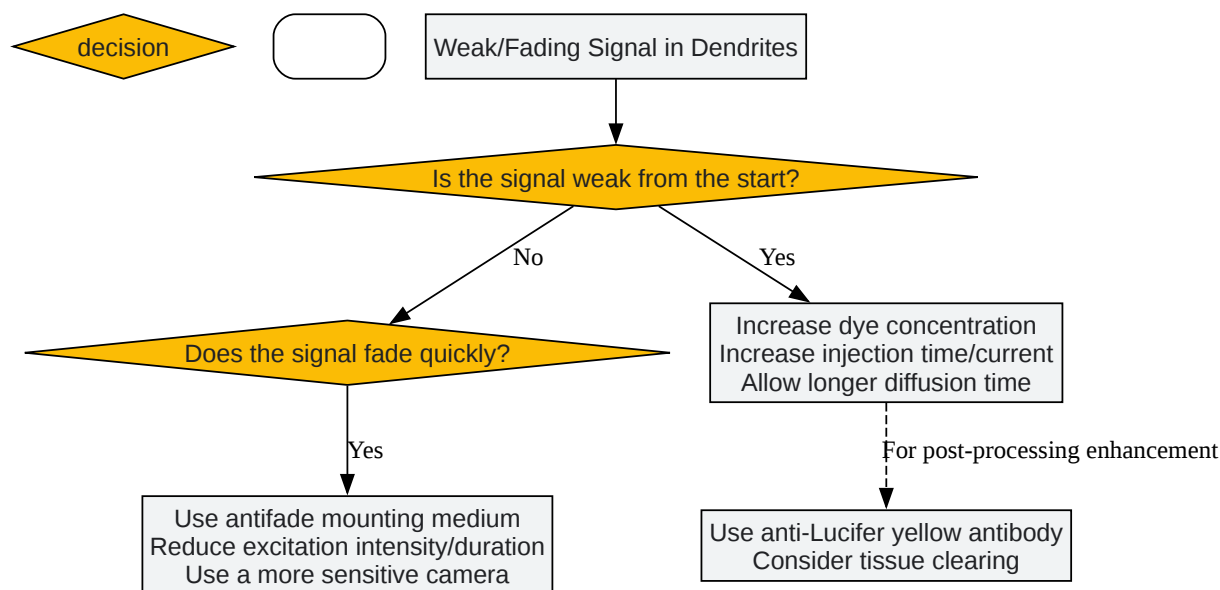 decision
Weak/Fading Signal in Dendrites
Is the signal weak from the start?
No
Yes
Does the signal fade quickly?
Increase dye concentration
Increase injection time/current
Allow longer diffusion time
Yes
For post-processing enhancement
Use antifade mounting medium
Reduce excitation intensity/duration
Use a more sensitive camera
Use anti-Lucifer yellow antibody
Consider tissue clearing